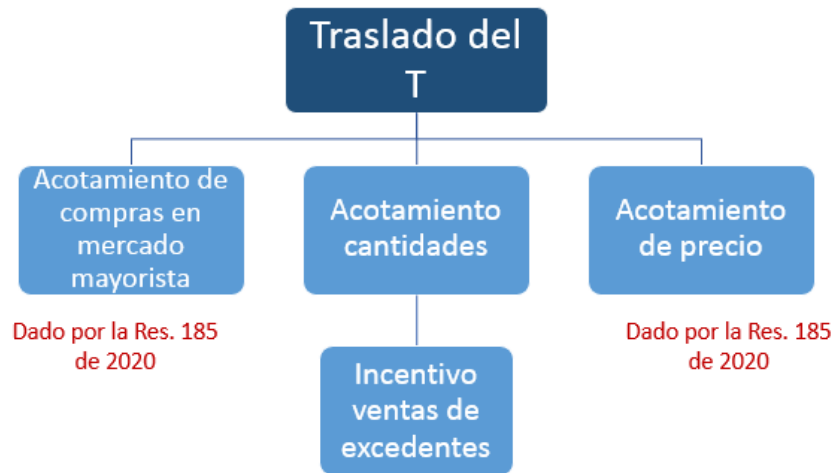 Traslado del
T
Acotamiento de
compras en
mercado
mayorista
Acotamiento
cantidades
Acotamiento
de precio
Dado por la Res. 185
de 2020
Dado por la Res. 185
de 2020
Incentivo
ventas de
excedentes